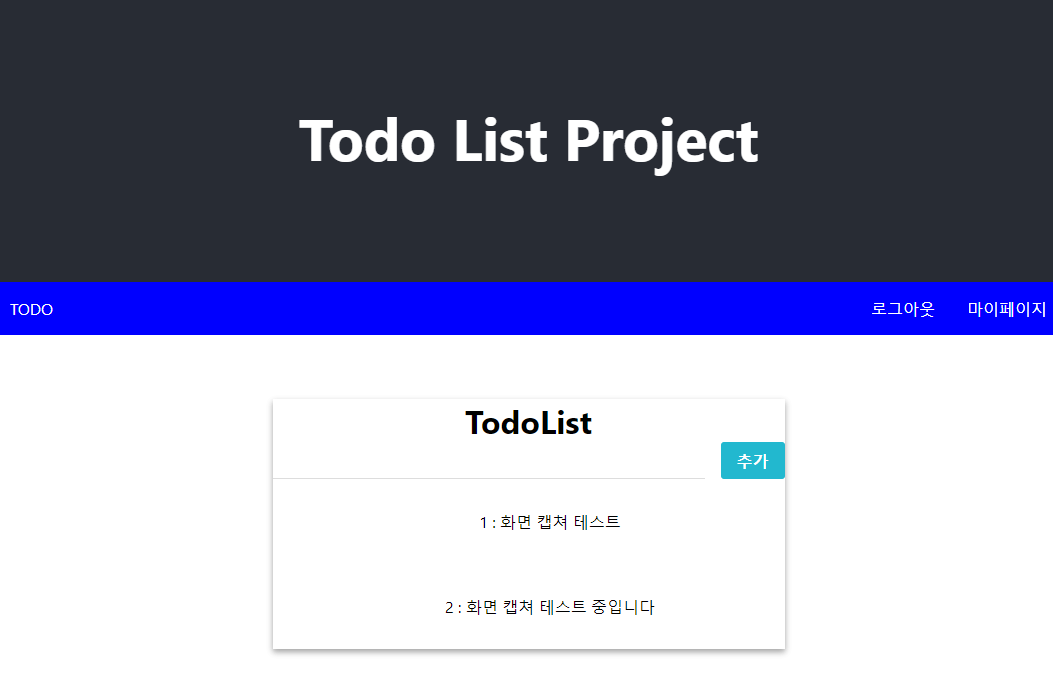 Todo List Project
TODO 로그아웃 마이페이지
TodoList
추가
1 : 화면 캡쳐 테스트
2 : 화면 캡쳐 테스트 중입니다